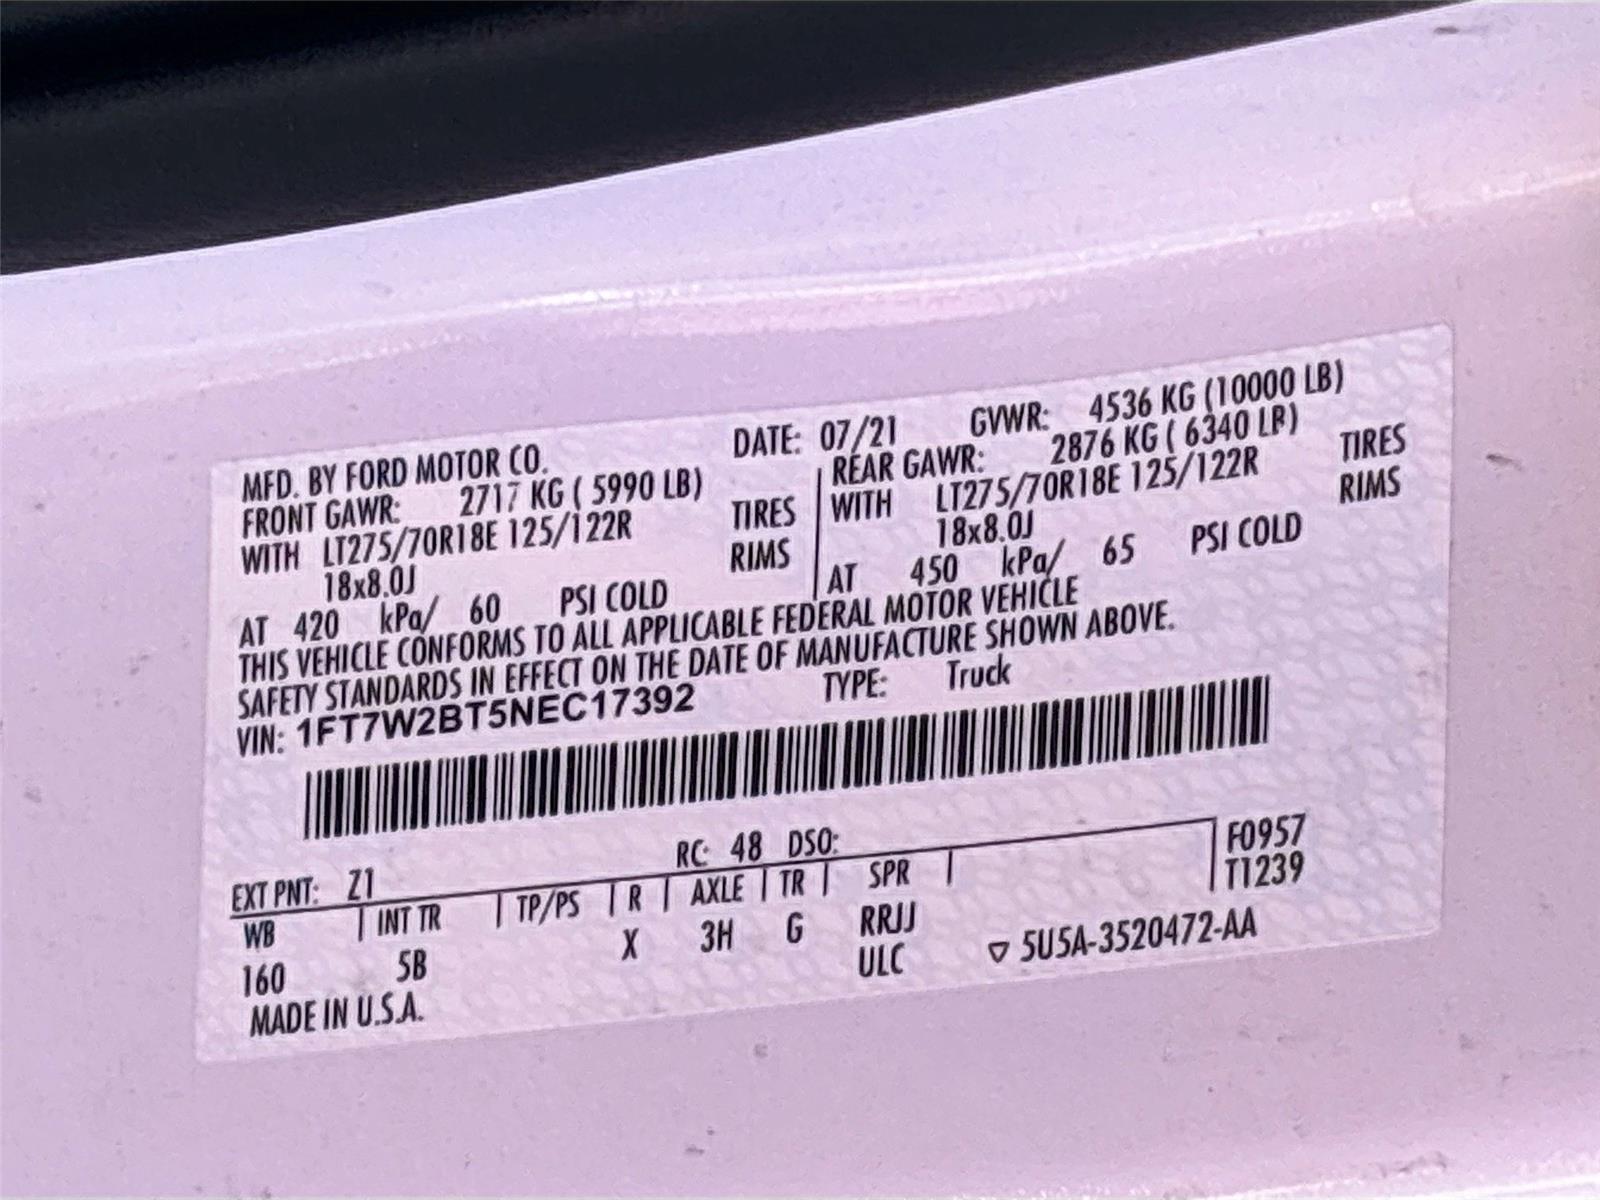 MFD. BY FORD MOTOR CO. DATE: 07/21 GVWR: 4536 KG (10000 LB)
FRONT GAWR: 2717 KG ( 5990 LB) REAR GAWR: 2876 KG ( 6340 LB)
WITH LT275/70R18E 125/122R TIRES WITH LT275/70R18E 125/122R TIRES
18x8.0J RIMS 18x8.0J RIMS
AT 420 kPa/ 60 PSI COLD AT 450 kPa/ 65 PSI COLD
THIS VEHICLE CONFORMS TO ALL APPLICABLE FEDERAL MOTOR VEHICLE
SAFETY STANDARDS IN EFFECT ON THE DATE OF MANUFACTURE SHOWN ABOVE.
VIN: 1FT7W2BT5NEC17392 TYPE: Truck
EXT PNT: Z1 RC: 48 DSO: F0957
WB INT TR TP/PS R AXLE TR SPR T1239
160 5B X 3H G RRJJ
ULC ▽ 5U5A-3520472-AA
MADE IN U.S.A.